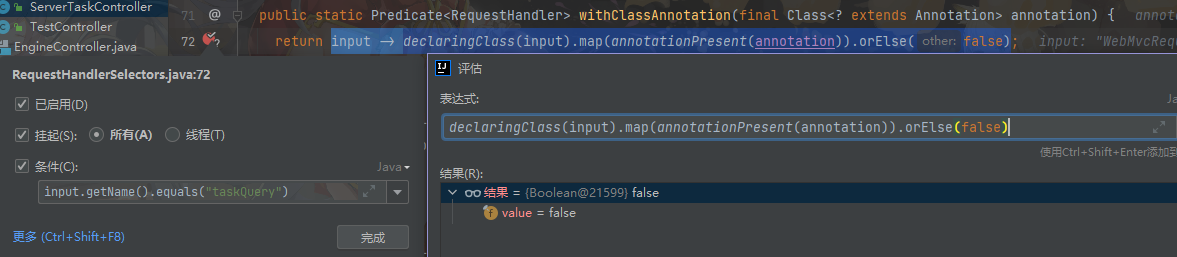 ServerTaskController
TestController
EngineController.java
71 @ public static Predicate<RequestHandler> withClassAnnotation(final Class<? extends Annotation> annotation) {
72 return input -> declaringClass(input).map(annotationPresent(annotation)).orElse( other: false); input: "WebMvcReq
RequestHandlerSelectors.java:72
已启用(D)
挂起(S): 所有(A) 线程(T)
条件(C): Java
input.getName().equals("taskQuery")
更多 (Ctrl+Shift+F8) 完成
评估
表达式:
declaringClass(input).map(annotationPresent(annotation)).orElse(false)
使用Ctrl+Shift+Enter添加到
结果(R):
结果 = {Boolean@21599} false
value = false